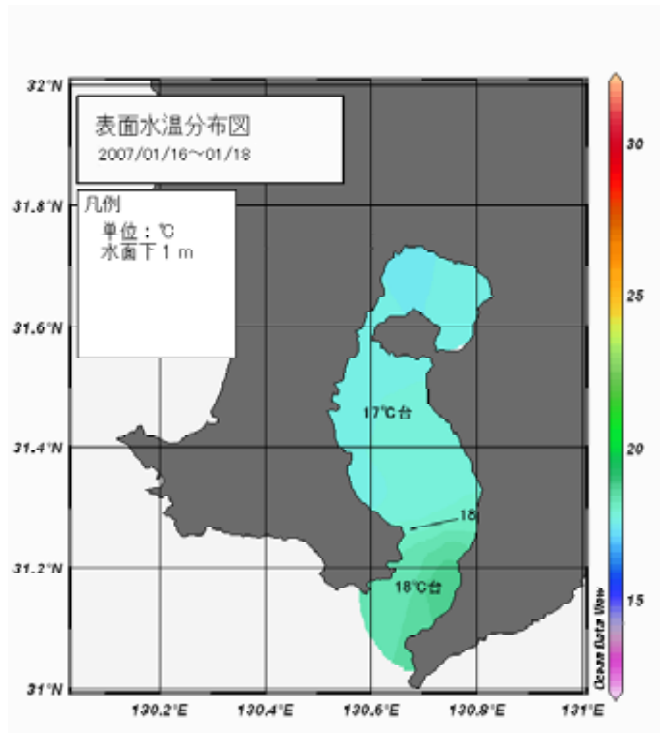 表面水温分布図
2007/01/16～01/18
凡例
単位：℃
水面下1m
32°N
31.8°N
31.6°N
31.4°N
31.2°N
31°N
17℃台
18
18℃台
130.2°E
130.4°E
130.6°E
130.8°E
131°E
30
25
20
15
Ocean Data View